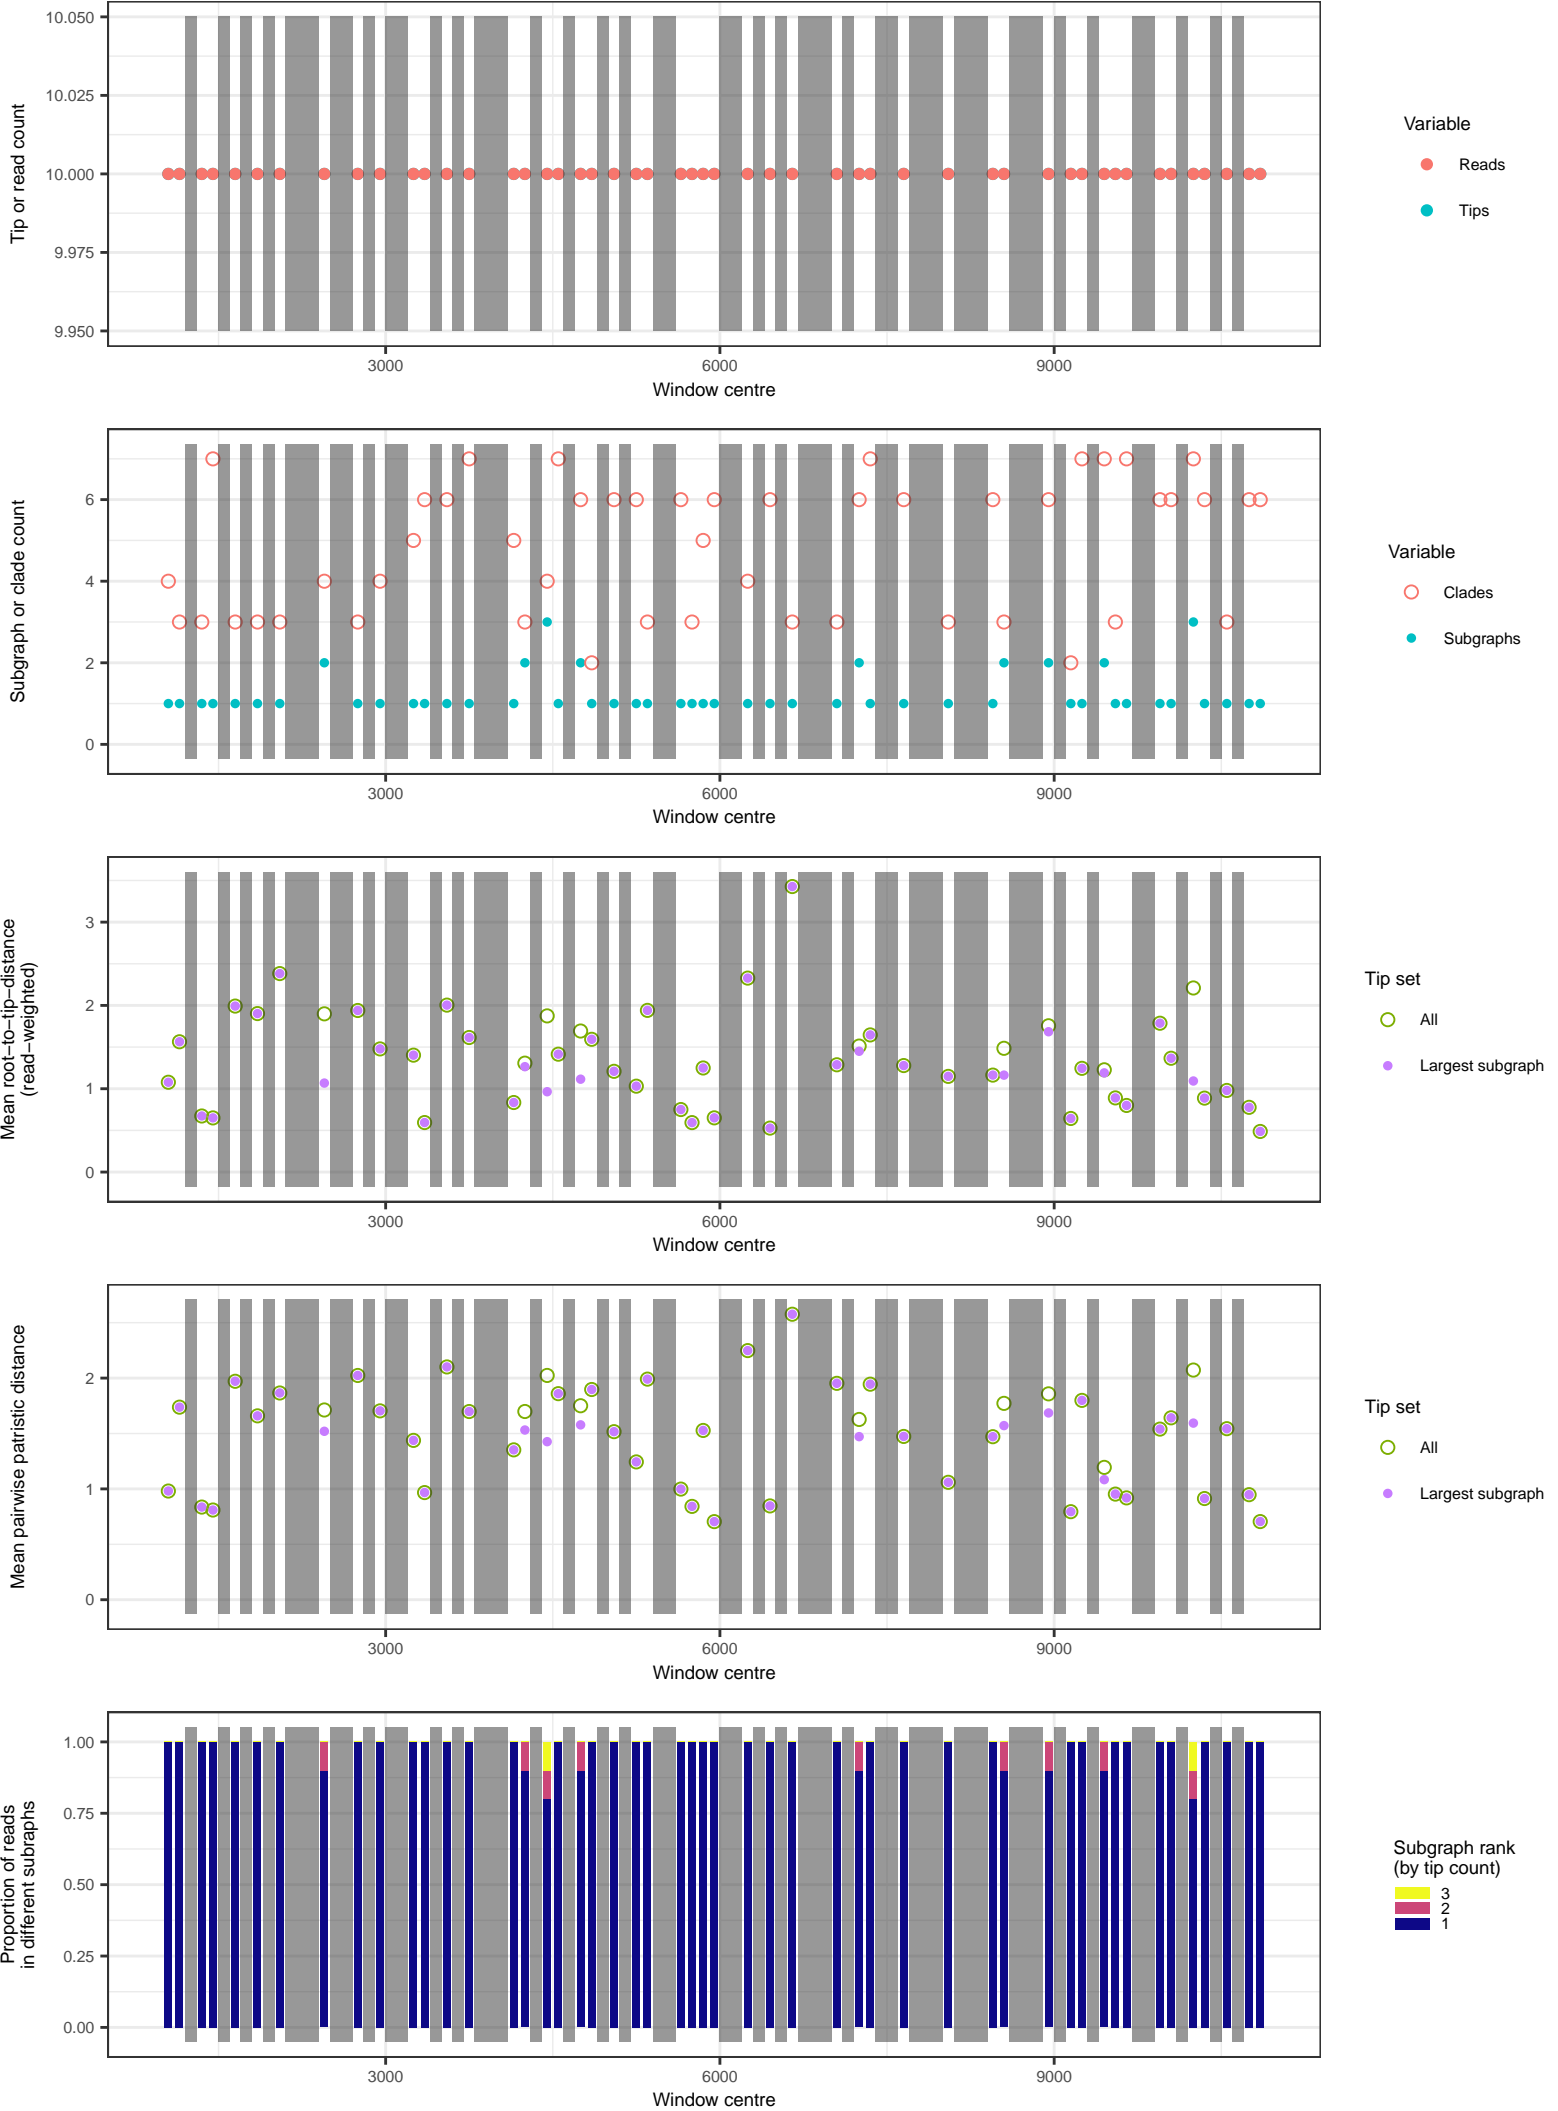 10.050
10.025
10.000
9.975
9.950
Tip or read count
3000 6000 9000
Window centre
Variable
Reads
Tips
6
4
2
0
Subgraph or clade count
3000 6000 9000
Window centre
Variable
Clades
Subgraphs
3
2
1
0
Mean root−to−tip−distance
(read−weighted)
3000 6000 9000
Window centre
Tip set
All
Largest subgraph
2
1
0
Mean pairwise patristic distance
3000 6000 9000
Window centre
Tip set
All
Largest subgraph
1.00
0.75
0.50
0.25
0.00
Proportion of reads
in different subraphs
3000 6000 9000
Window centre
Subgraph rank
(by tip count)
3
2
1